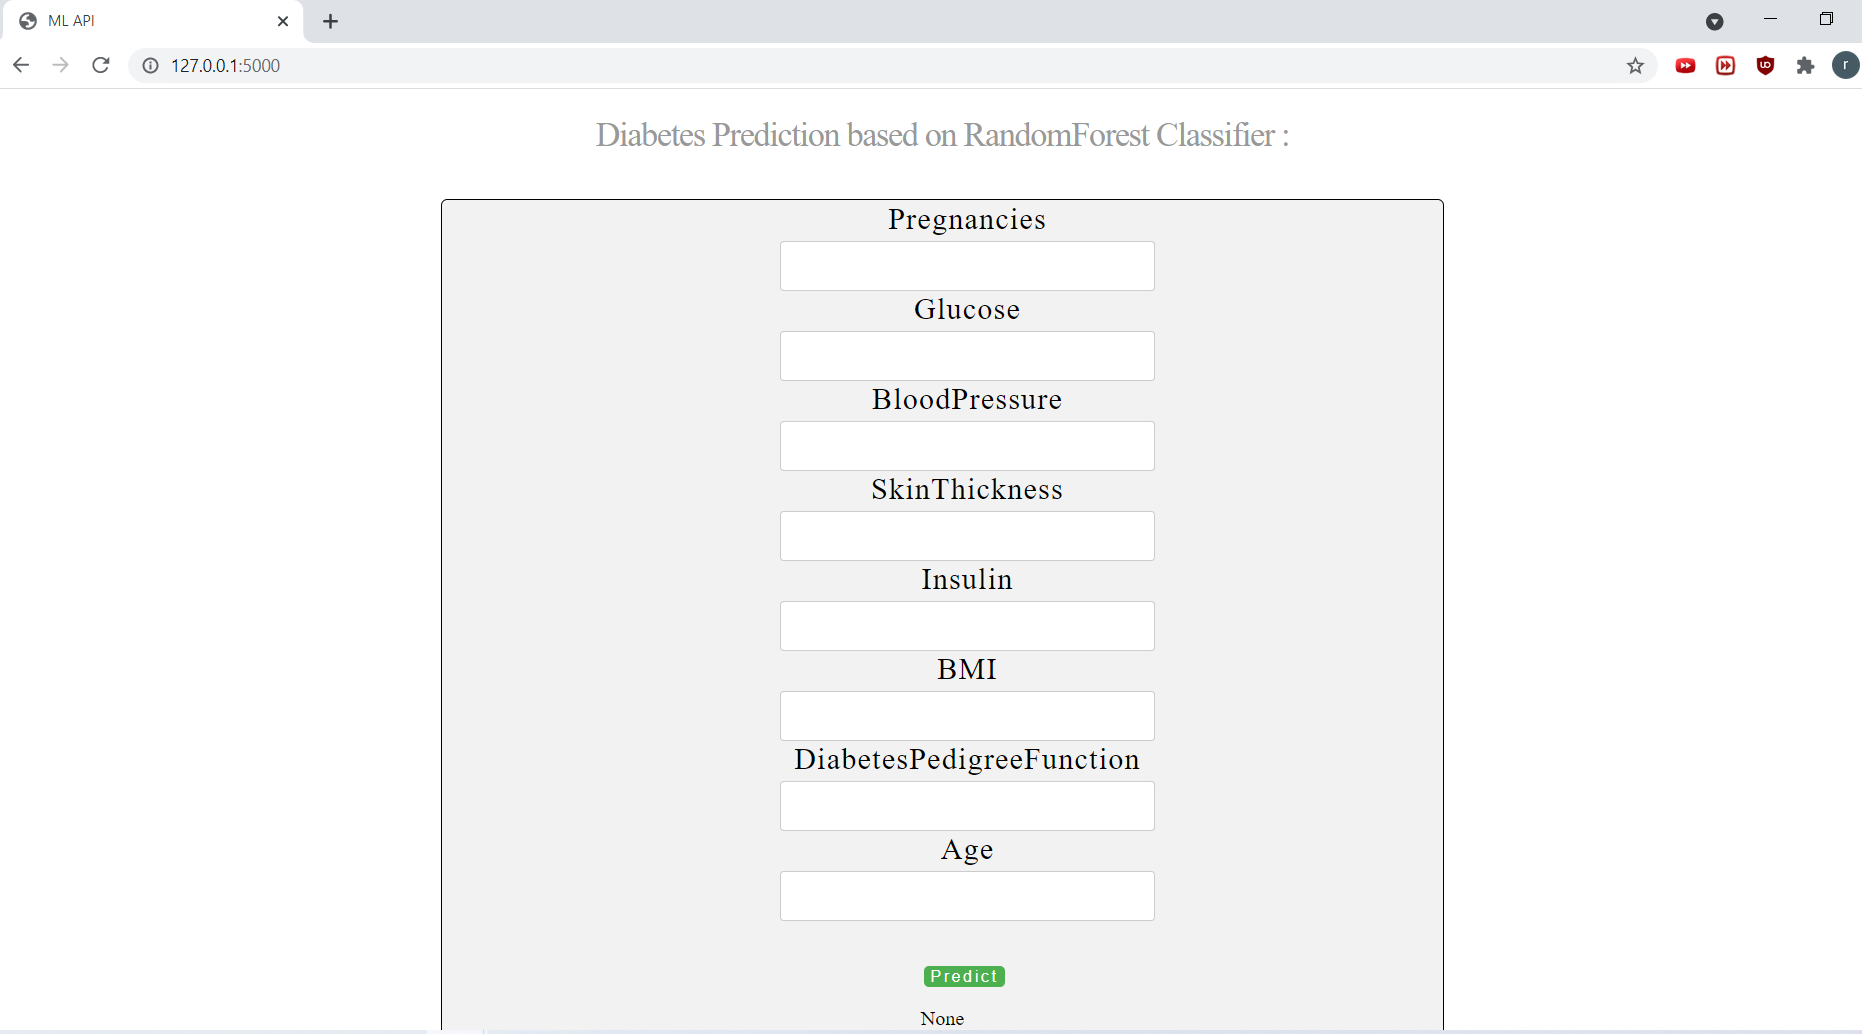 ML API
127.0.0.1:5000
r
Diabetes Prediction based on RandomForest Classifier :
Pregnancies
Glucose
BloodPressure
SkinThickness
Insulin
BMI
DiabetesPedigreeFunction
Age
Predict
None